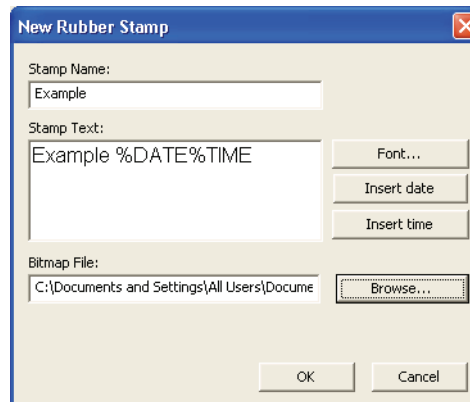 New Rubber Stamp
Stamp Name:
Example
Stamp Text:
Example %DATE%TIME
Font...
Insert date
Insert time
Bitmap File:
C:\Documents and Settings\All Users\Docume
Browse...
OK
Cancel